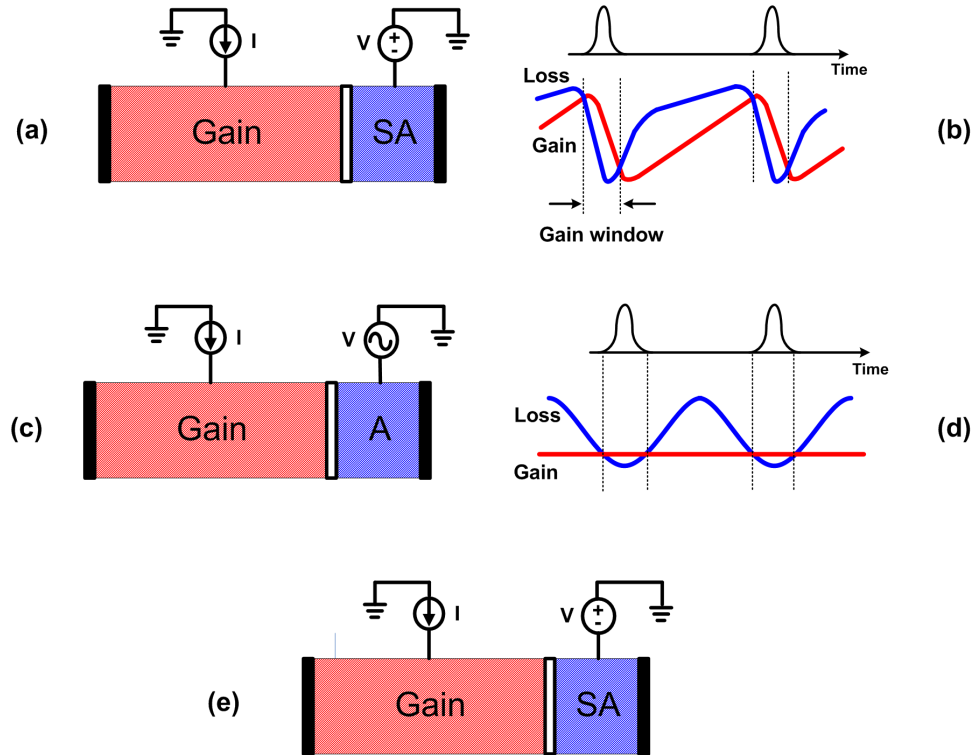 (a)
I
V
+
-
Gain
SA
Time
Loss
Gain
Gain window
(b)
(c)
I
V
Gain
A
Time
Loss
Gain
(d)
(e)
I
V
+
-
Gain
SA